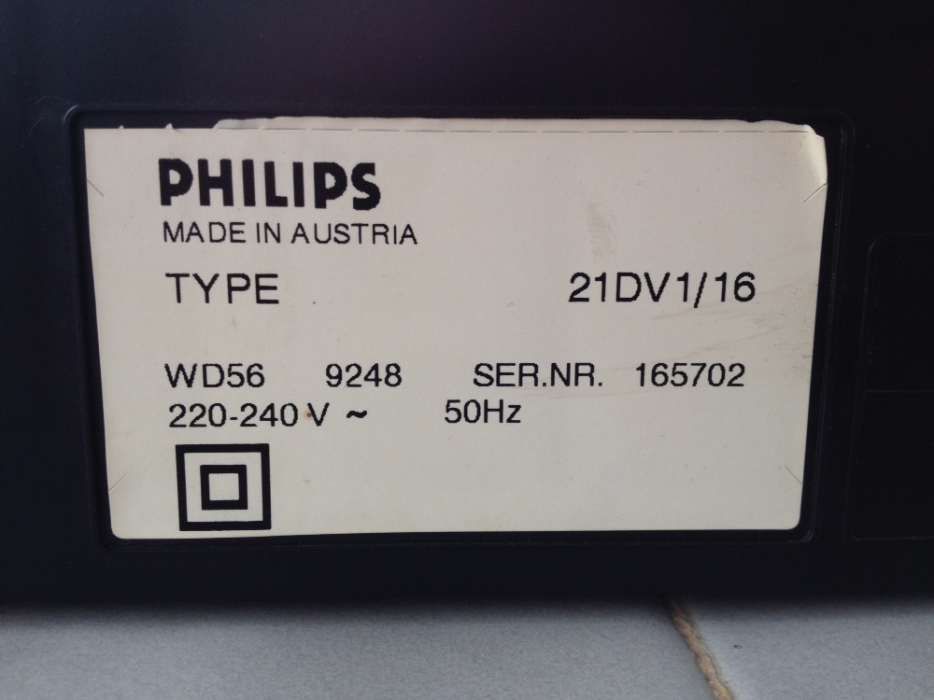 PHILIPS
MADE IN AUSTRIA
TYPE 21DV1/16
WD56 9248 SER.NR. 165702
220-240 V ~ 50Hz